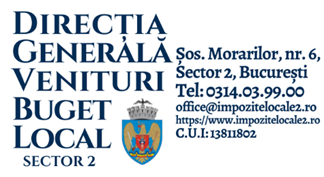 DIRECȚIA
GENERALĂ
VENITURI
BUGET
LOCAL
SECTOR 2
Șos. Morarilor, nr. 6,
Sector 2, București
Tel: 0314.03.99.00
office@impozitelocale2.ro
https://www.impozitelocale2.ro
C.U.I: 13811802